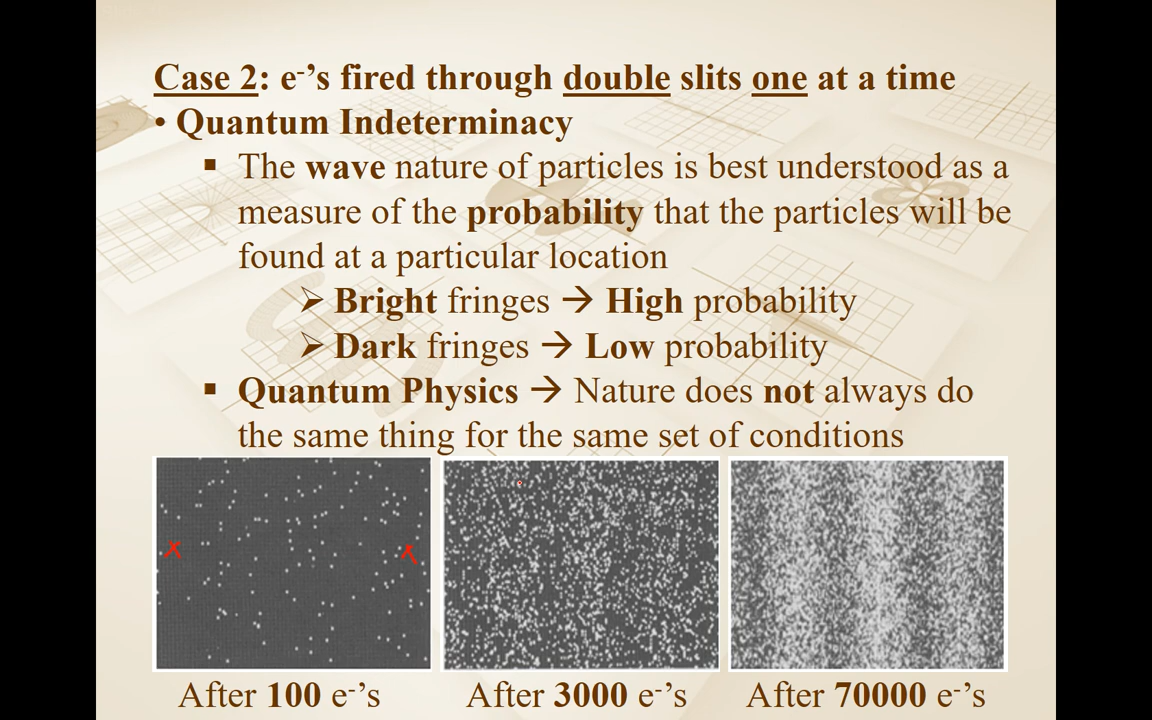 Case 2: e⁻’s fired through double slits one at a time
• Quantum Indeterminacy
▪ The wave nature of particles is best understood as a
measure of the probability that the particles will be
found at a particular location
➢ Bright fringes → High probability
➢ Dark fringes → Low probability
▪ Quantum Physics → Nature does not always do
the same thing for the same set of conditions
X X
After 100 e⁻’s After 3000 e⁻’s After 70000 e⁻’s